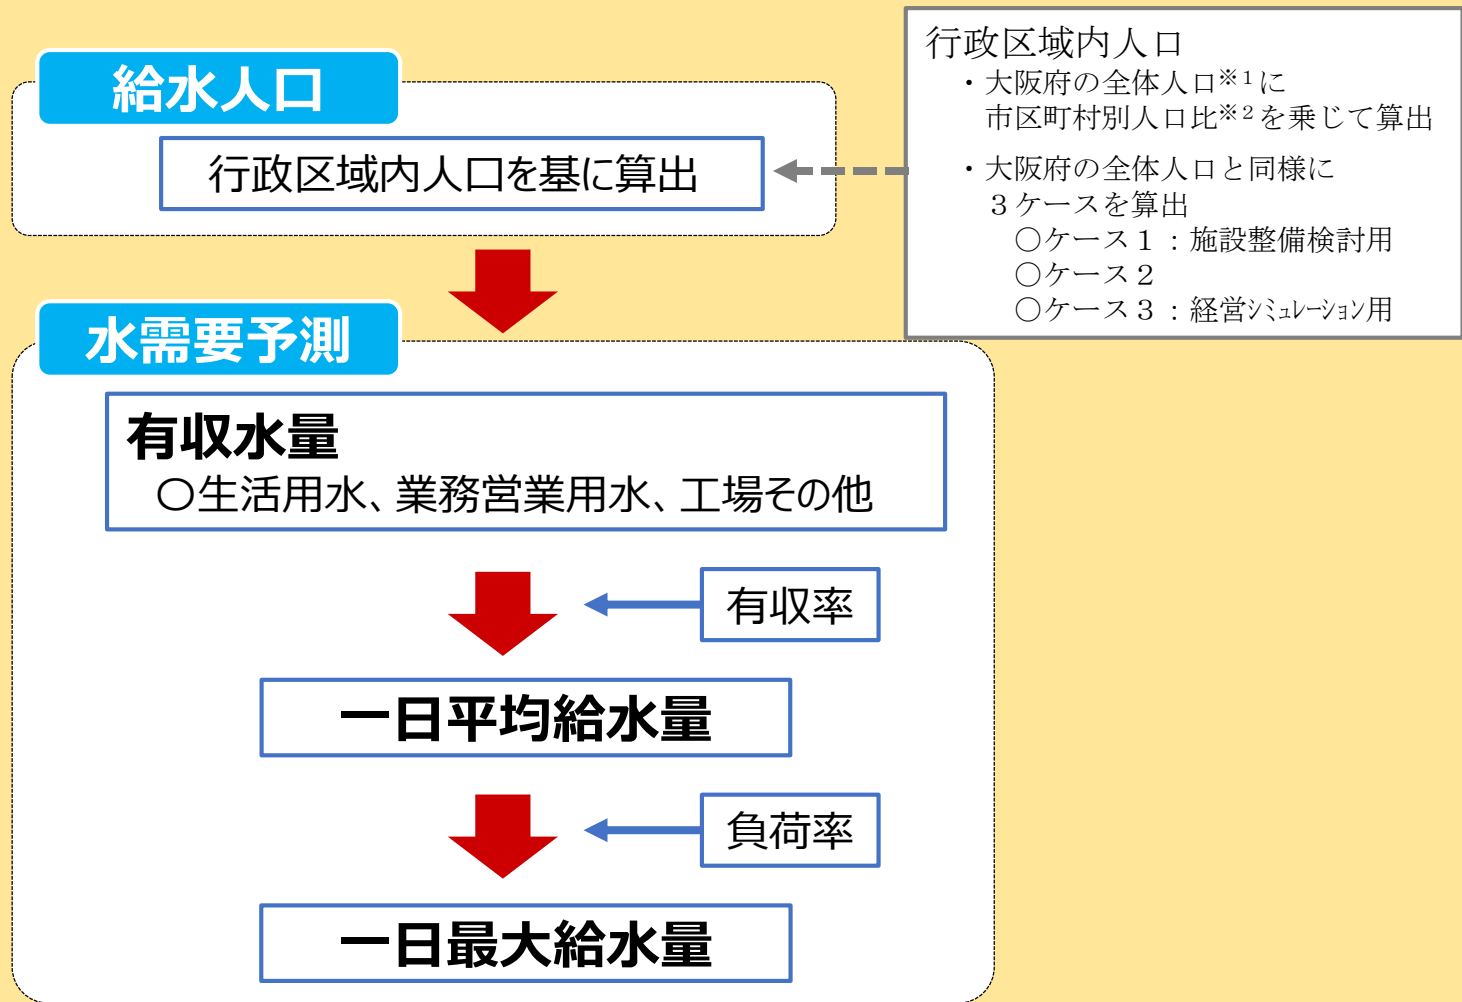 給水人口
行政区域内人口を基に算出
行政区域内人口
・大阪府の全体人口※1に
市区町村別人口比※2を乗じて算出
・大阪府の全体人口と同様に
３ケースを算出
○ケース１：施設整備検討用
○ケース２
○ケース３：経営ｼﾐｭﾚｰｼｮﾝ用
水需要予測
有収水量
○生活用水、業務営業用水、工場その他
有収率
一日平均給水量
負荷率
一日最大給水量